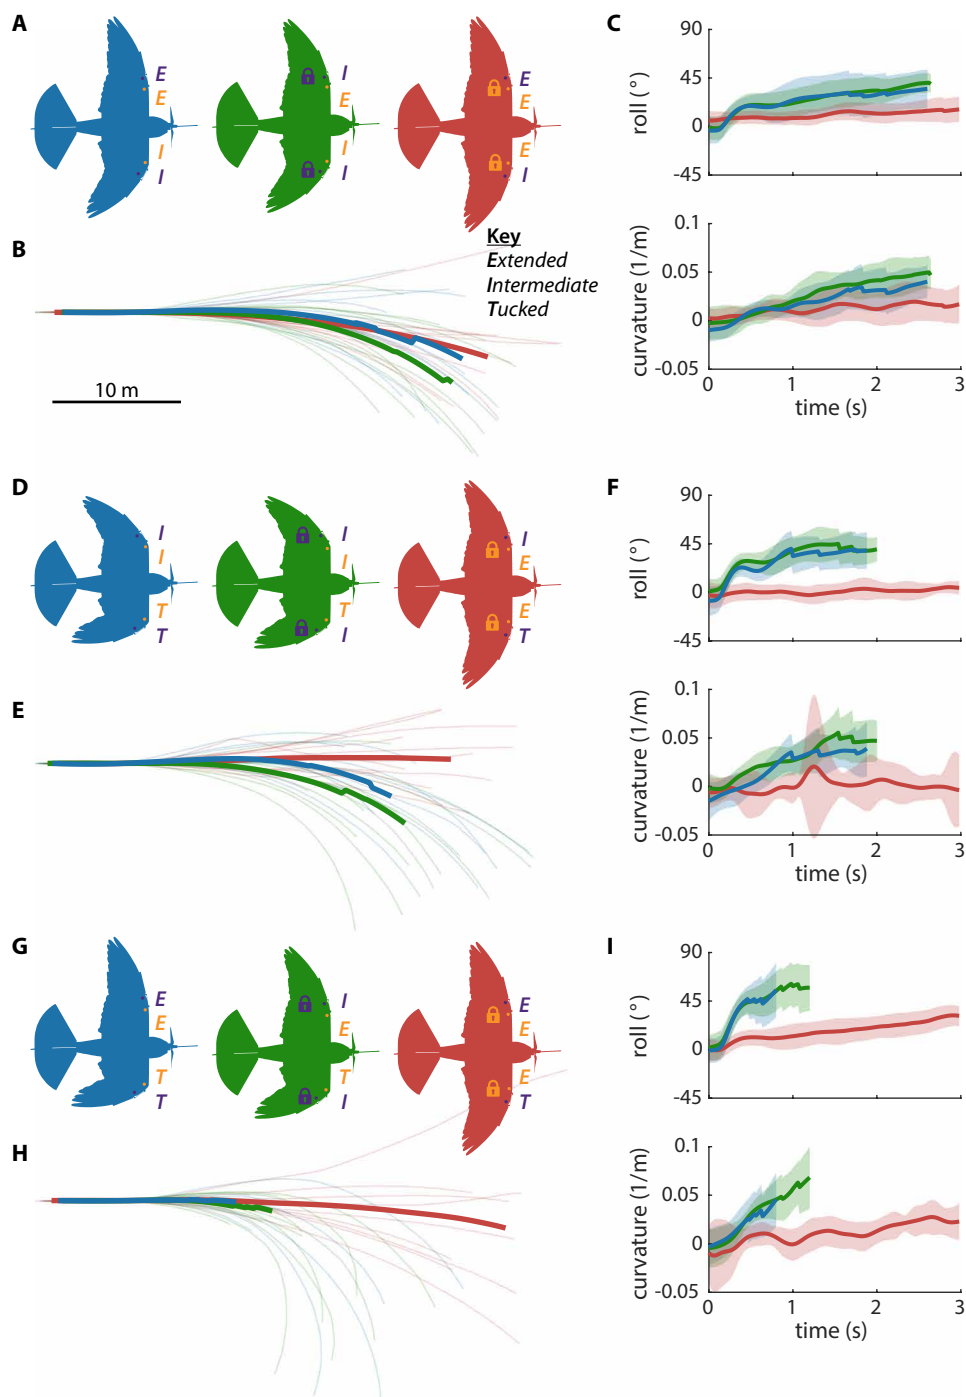 A
E
E
I
I
I
E
I
I
E
E
E
I
C
90
45
0
-45
roll (°)
B
Key
Extended
Intermediate
Tucked
10 m
0.1
0.05
0
-0.05
curvature (1/m)
0 1 2 3
time (s)
D
I
I
T
T
I
I
T
I
I
E
E
T
F
90
45
0
-45
roll (°)
E
0.1
0.05
0
-0.05
curvature (1/m)
0 1 2 3
time (s)
G
E
E
T
T
I
E
T
I
E
E
E
T
I
90
45
0
-45
roll (°)
H
0.1
0.05
0
-0.05
curvature (1/m)
0 1 2 3
time (s)